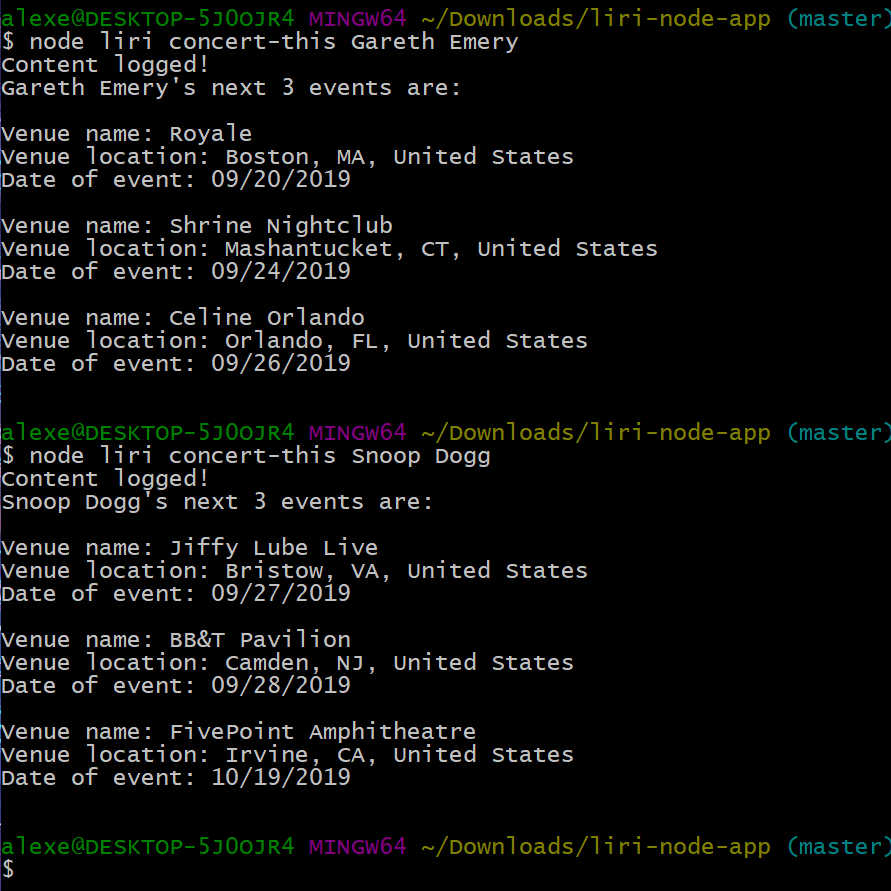 alexe@DESKTOP-5J0OJR4 MINGW64 ~/Downloads/liri-node-app (master)
$ node liri concert-this Gareth Emery
Content logged!
Gareth Emery's next 3 events are:
Venue name: Royale
Venue location: Boston, MA, United States
Date of event: 09/20/2019
Venue name: Shrine Nightclub
Venue location: Mashantucket, CT, United States
Date of event: 09/24/2019
Venue name: Celine Orlando
Venue location: Orlando, FL, United States
Date of event: 09/26/2019
alexe@DESKTOP-5J0OJR4 MINGW64 ~/Downloads/liri-node-app (master)
$ node liri concert-this Snoop Dogg
Content logged!
Snoop Dogg's next 3 events are:
Venue name: Jiffy Lube Live
Venue location: Bristow, VA, United States
Date of event: 09/27/2019
Venue name: BB&T Pavilion
Venue location: Camden, NJ, United States
Date of event: 09/28/2019
Venue name: FivePoint Amphitheatre
Venue location: Irvine, CA, United States
Date of event: 10/19/2019
alexe@DESKTOP-5J0OJR4 MINGW64 ~/Downloads/liri-node-app (master)
$